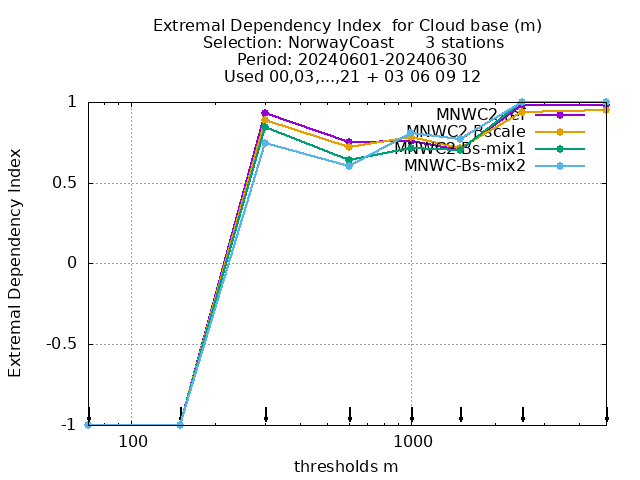 Extremal Dependency Index  for Cloud base (m)
Selection: NorwayCoast      3 stations
Period: 20240601-20240630
Used 00,03,...,21 + 03 06 09 12
Extremal Dependency Index
1
0.5
0
-0.5
-1
MNWC2_ref
MNWC2_Bscale
MNWC2-Bs-mix1
MNWC-Bs-mix2
100
1000
thresholds m